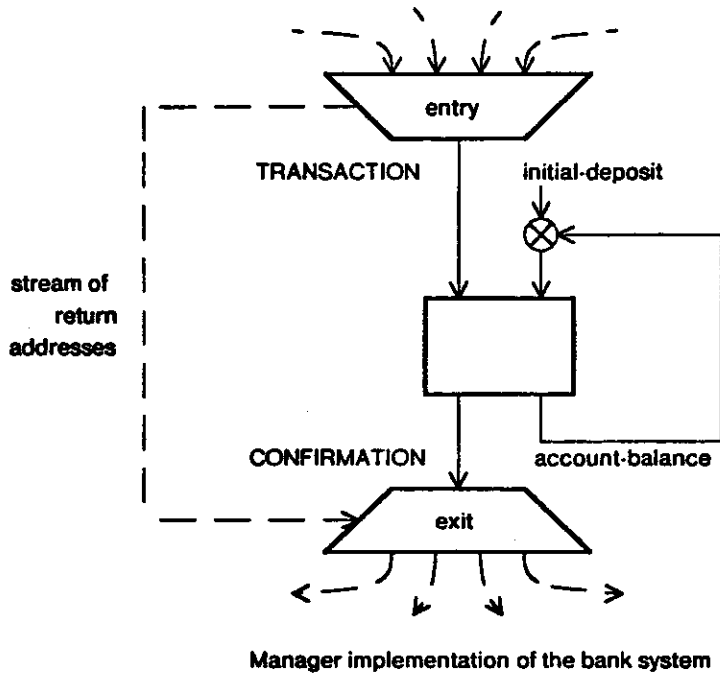 entry
TRANSACTION
initial-deposit
stream of
return
addresses
CONFIRMATION
account-balance
exit
Manager implementation of the bank system